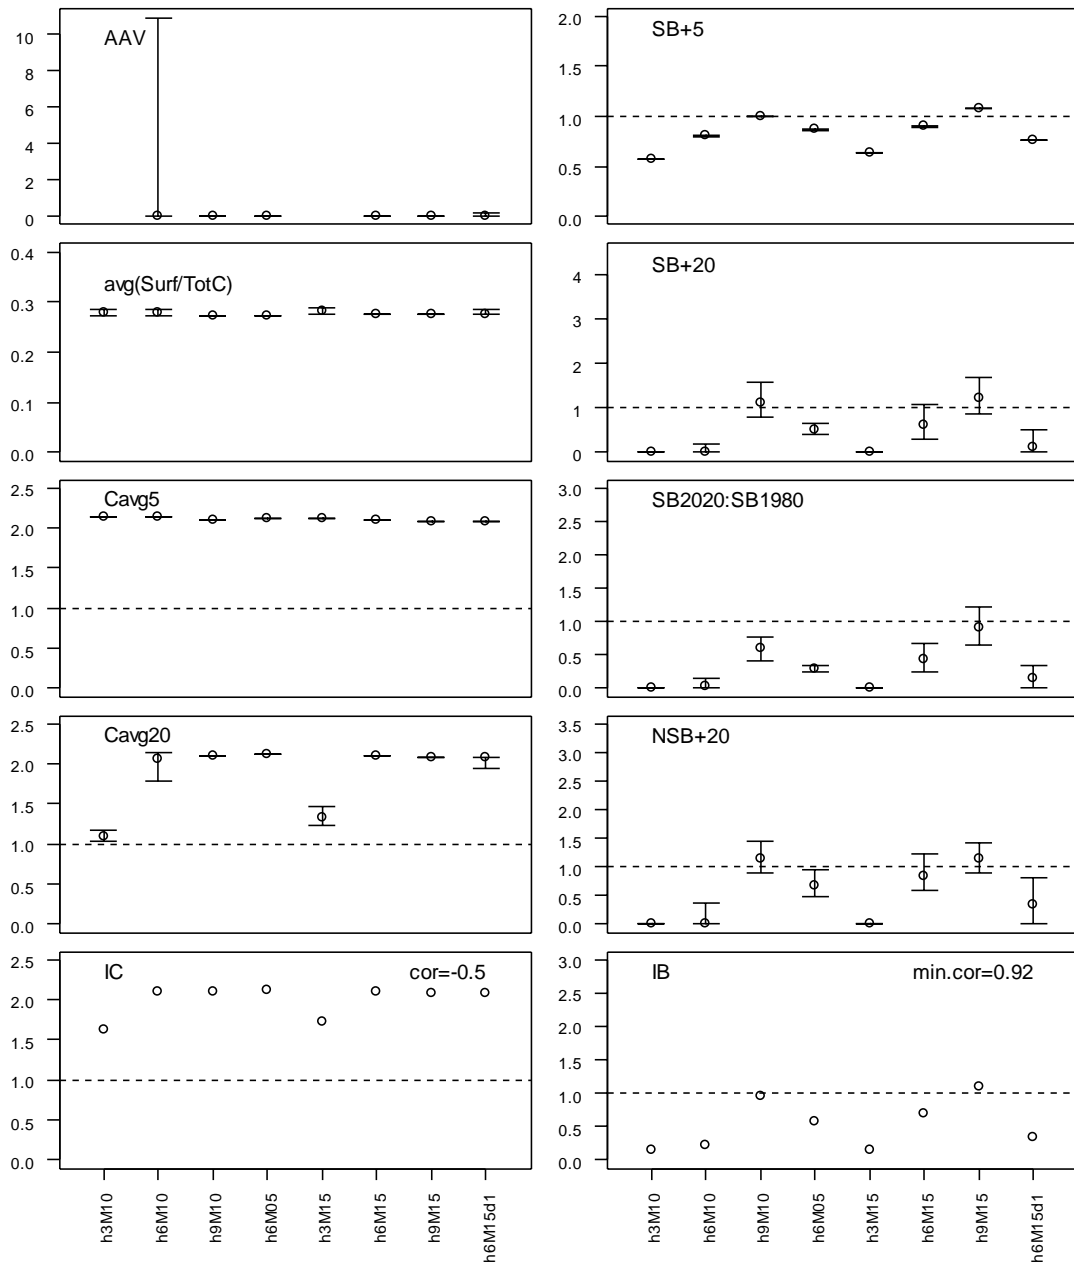 AAV
10
8
6
4
2
0
SB+5
2.0
1.5
1.0
0.5
0.0
avg(Surf/TotC)
0.4
0.3
0.2
0.1
0.0
SB+20
4
3
2
1
0
Cavg5
2.5
2.0
1.5
1.0
0.5
0.0
SB2020:SB1980
3.0
2.5
2.0
1.5
1.0
0.5
0.0
Cavg20
2.5
2.0
1.5
1.0
0.5
0.0
NSB+20
3.5
3.0
2.5
2.0
1.5
1.0
0.5
0.0
IC cor=-0.5
2.5
2.0
1.5
1.0
0.5
0.0
h3M10
h6M10
h9M10
h6M05
h3M15
h6M15
h9M15
h6M15d1
IB min.cor=0.92
3.0
2.5
2.0
1.5
1.0
0.5
0.0
h3M10
h6M10
h9M10
h6M05
h3M15
h6M15
h9M15
h6M15d1